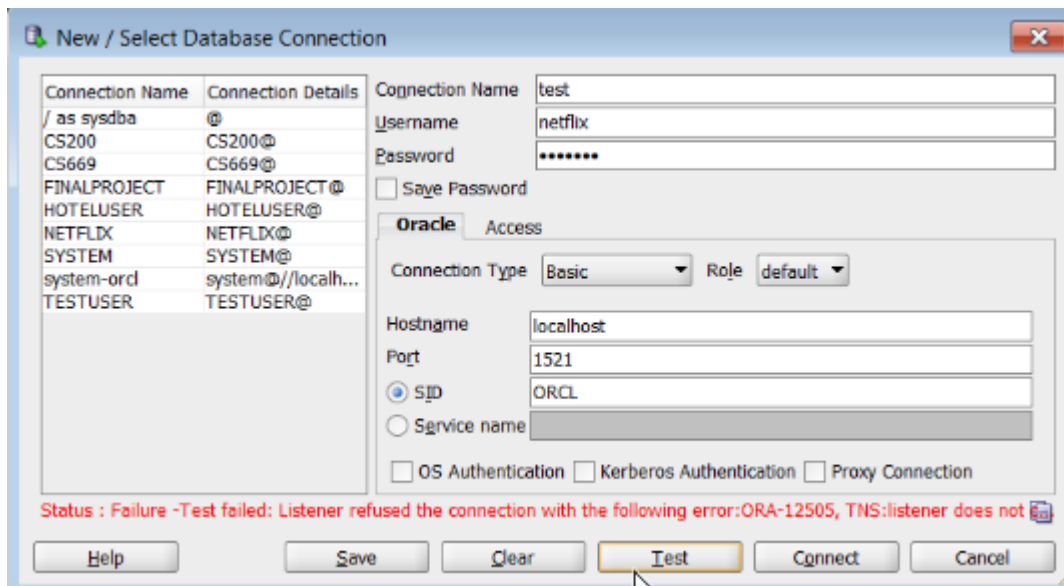 New / Select Database Connection
Connection Name Connection Details
/ as sysdba @
CS200 CS200@
CS669 CS669@
FINALPROJECT FINALPROJECT@
HOTELUSER HOTELUSER@
NETFLIX NETFLIX@
SYSTEM SYSTEM@
system-orcl system@//localh...
TESTUSER TESTUSER@
Connection Name test
Username netflix
Password •••••••
Save Password
Oracle Access
Connection Type Basic Role default
Hostname localhost
Port 1521
SID ORCL
Service name
OS Authentication Kerberos Authentication Proxy Connection
Status : Failure -Test failed: Listener refused the connection with the following error:ORA-12505, TNS:listener does not
Help Save Clear Test Connect Cancel